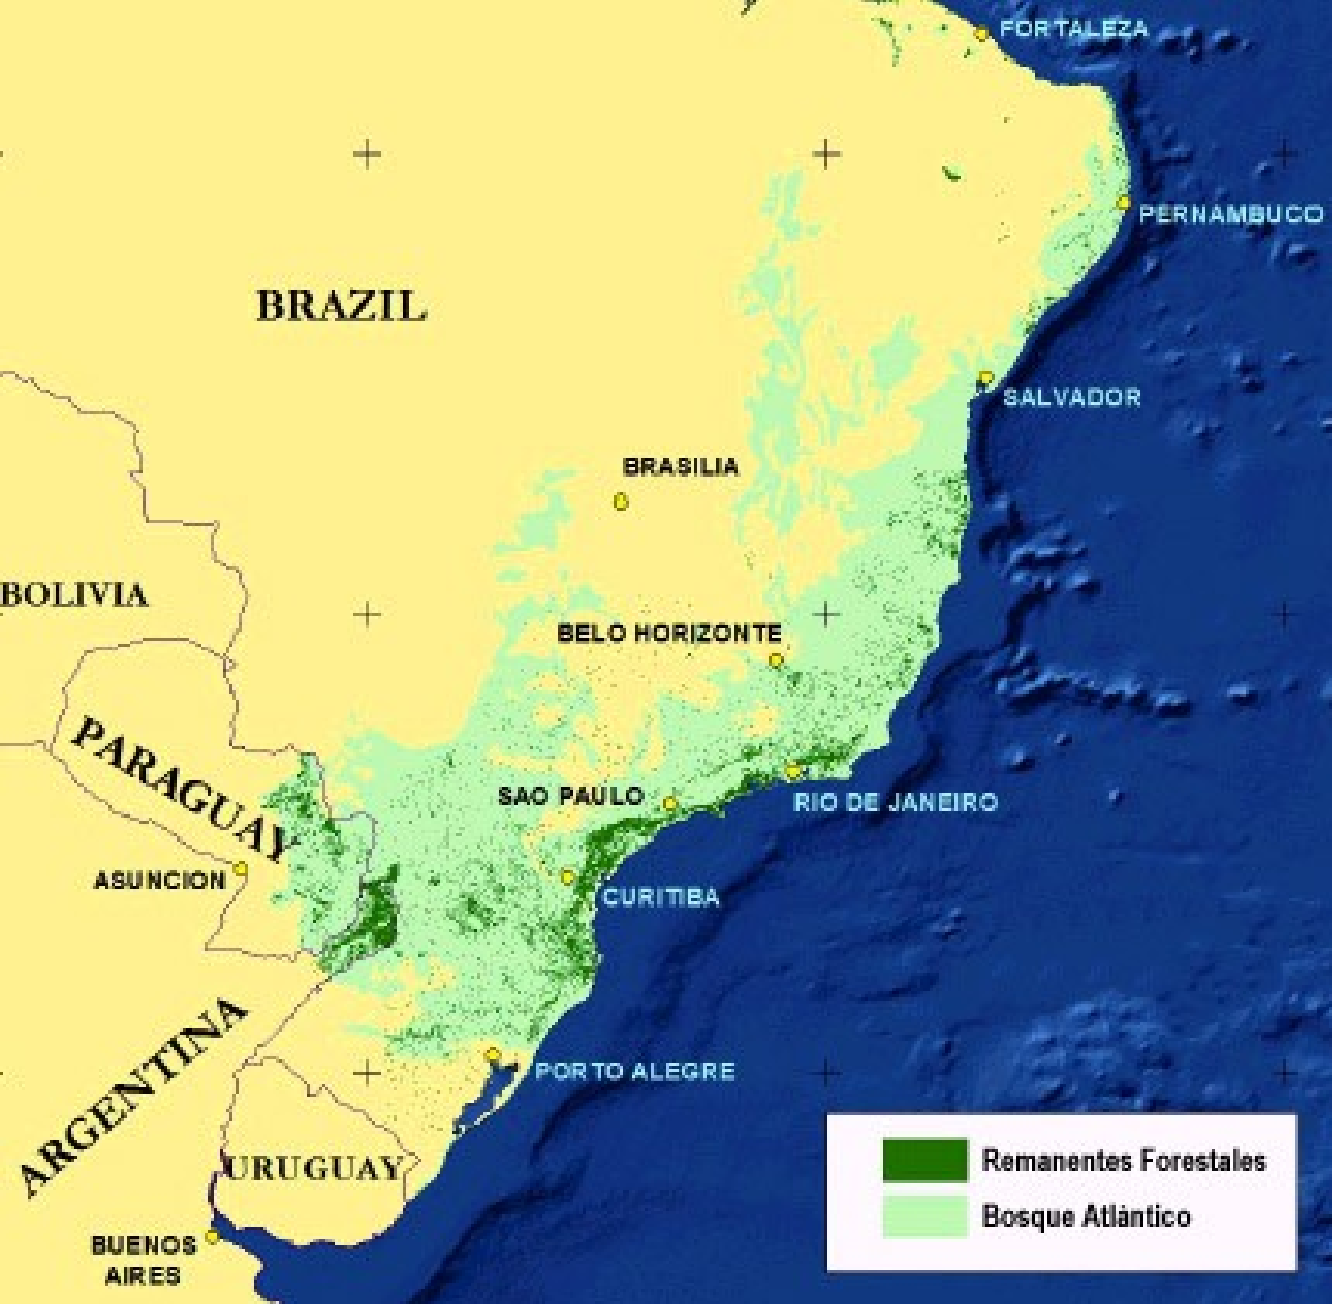 FORTALEZA
PERNAMBUCO
BRAZIL
SALVADOR
BRASILIA
BOLIVIA
BELO HORIZONTE
PARAGUAY
SAO PAULO
RIO DE JANEIRO
ASUNCION
CURITIBA
ARGENTINA
PORTO ALEGRE
URUGUAY
Remanentes Forestales
Bosque Atlántico
BUENOS
AIRES